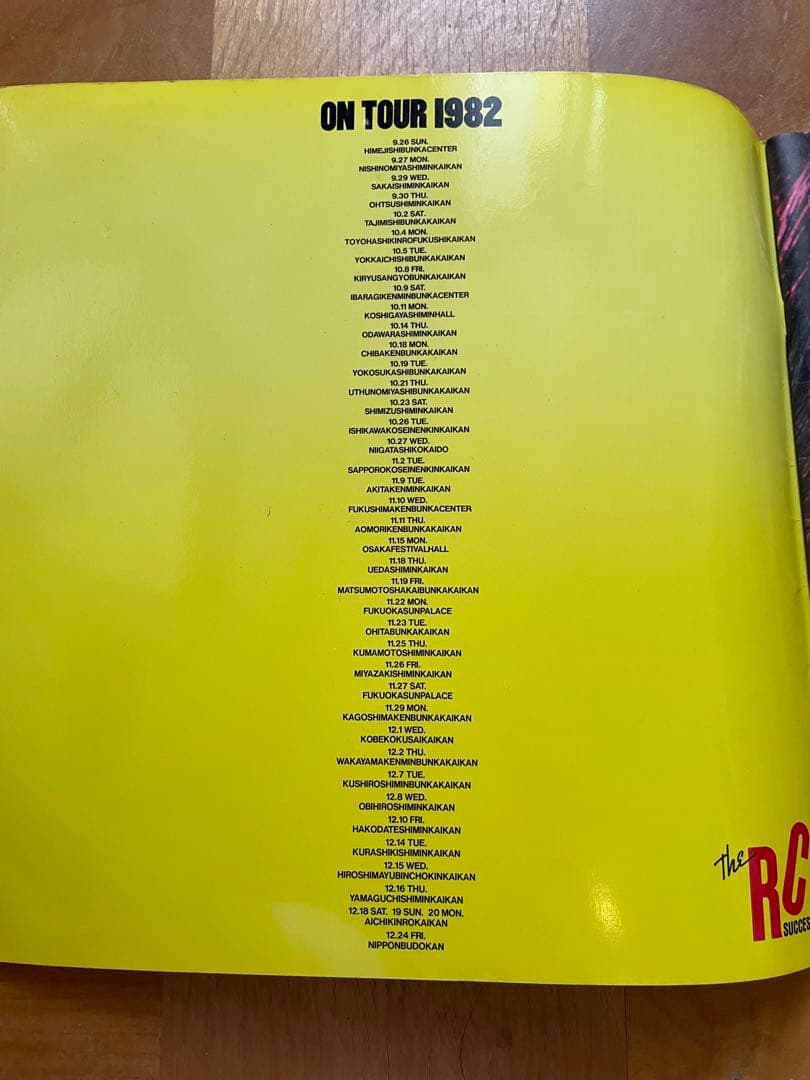 ON TOUR 1982
9.26 SUN.
HIMEJISHIBUNKACENTER
9.27 MON.
NISHINOMIYASHIMINKAIKAN
9.29 WED.
SAKAISHIMINKAIKAN
9.30 THU.
OHTSUSHIMINKAIKAN
10.2 SAT.
TAJIMISHIBUNKAKAIKAN
10.4 MON.
TOYOHASHIKINROFUKUSHIKAIKAN
10.5 TUE.
YOKKAICHISHIBUNKAKAIKAN
10.8 FRI.
KIRYUSANGYOBUNKAKAIKAN
10.9 SAT.
IBARAGIKENMINBUNKACENTER
10.11 MON.
KOSHIGAYASHIMINHALL
10.14 THU.
ODAWARASHIMINKAIKAN
10.18 MON.
CHIBAKENBUNKAKAIKAN
10.19 TUE.
YOKOSUKASHIBUNKAKAIKAN
10.21 THU.
UTHUNOMIYASHIBUNKAKAIKAN
10.23 SAT.
SHIMIZUSHIMINKAIKAN
10.26 TUE.
ISHIKAWAKOSEINENKINKAIKAN
10.27 WED.
NIIGATASHIKOKAIDO
11.2 TUE.
SAPPOROKOSEINENKINKAIKAN
11.9 TUE.
AKITAKENMINKAIKAN
11.10 WED.
FUKUSHIMAKENBUNKACENTER
11.11 THU.
AOMORIKENBUNKAKAIKAN
11.15 MON.
OSAKAFESTIVALHALL
11.18 THU.
UEDASHIMINKAIKAN
11.19 FRI.
MATSUMOTOSHAKAIBUNKAKAIKAN
11.22 MON.
FUKUOKASUNPALACE
11.23 TUE.
OHITABUNKAKAIKAN
11.25 THU.
KUMAMOTOSHIMINKAIKAN
11.26 FRI.
MIYAZAKISHIMINKAIKAN
11.27 SAT.
FUKUOKASUNPALACE
11.29 MON.
KAGOSHIMAKENBUNKAKAIKAN
12.1 WED.
KOBEKOKUSAIKAIKAN
12.2 THU.
WAKAYAMAKENMINBUNKAKAIKAN
12.7 TUE.
KUSHIROSHIMINBUNKAKAIKAN
12.8 WED.
OBIHIROSHIMINKAIKAN
12.10 FRI.
HAKODATESHIMINKAIKAN
12.14 TUE.
KURASHIKISHIMINKAIKAN
12.15 WED.
HIROSHIMAYUBINCHOKINKAIKAN
12.16 THU.
YAMAGUCHISHIMINKAIKAN
12.18 SAT. 19 SUN. 20 MON.
AICHIKINROKAIKAN
12.24 FRI.
NIPPONBUDOKAN
The
RC
SUCCES